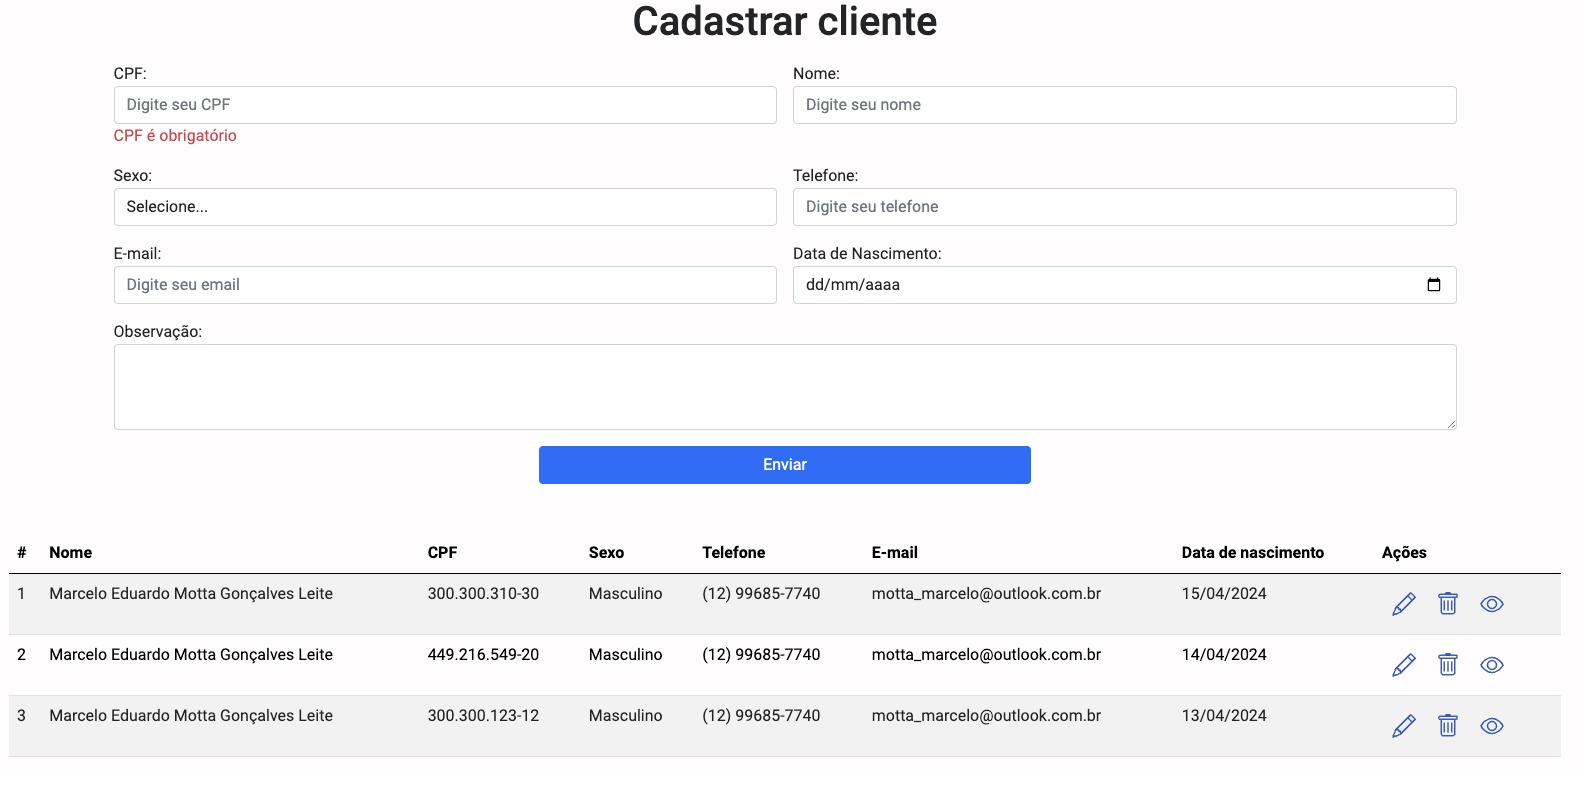 Cadastrar cliente
CPF: Nome:
Digite seu CPF Digite seu nome
CPF é obrigatório
Sexo: Telefone:
Selecione... Digite seu telefone
E-mail: Data de Nascimento:
Digite seu email dd/mm/aaaa
Observação:
Enviar
# Nome CPF Sexo Telefone E-mail Data de nascimento Ações
1 Marcelo Eduardo Motta Gonçalves Leite 300.300.310-30 Masculino (12) 99685-7740 motta_marcelo@outlook.com.br 15/04/2024
2 Marcelo Eduardo Motta Gonçalves Leite 449.216.549-20 Masculino (12) 99685-7740 motta_marcelo@outlook.com.br 14/04/2024
3 Marcelo Eduardo Motta Gonçalves Leite 300.300.123-12 Masculino (12) 99685-7740 motta_marcelo@outlook.com.br 13/04/2024